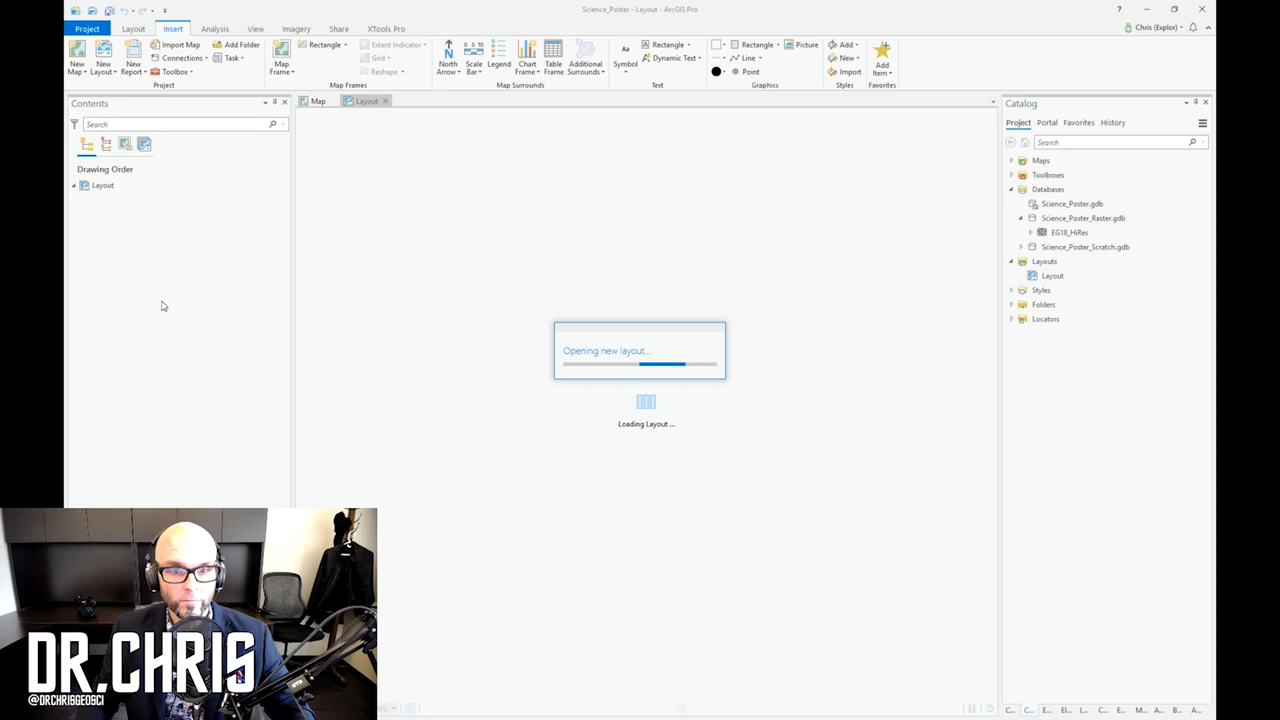 Science_Poster - Layout - ArcGIS Pro
?
Project Layout Insert Analysis Imagery View Share XTools Pro
Chris (Explor)
New Map
New Layout
New Report
Import Map
Connections
Toolbox
Add Folder
Task
Project
Map Frame
Rectangle
Extent Indicator
Grid
Reshape
Map Frames
North Arrow
0 5 10
Scale Bar
Legend
Chart Frame
Table Frame
Additional Surrounds
Map Surrounds
Aa
Symbol
A Rectangle
A Dynamic Text
Text
Rectangle
Line
Point
Picture
Graphics
Add
New
Import
Styles
Add Item
Favorites
Contents
Search
Drawing Order
Layout
Map
Layout
Opening new layout...
Loading Layout ...
Catalog
Project Portal Favorites History
Search
Maps
Toolboxes
Databases
Science_Poster.gdb
Science_Poster_Raster.gdb
EG18_HiRes
Science_Poster_Scratch.gdb
Layouts
Layout
Styles
Folders
Locators
C... C... E... El... L... C... E... M... A... B... A...
DR.CHRIS
@DRCHRISGEOSCI